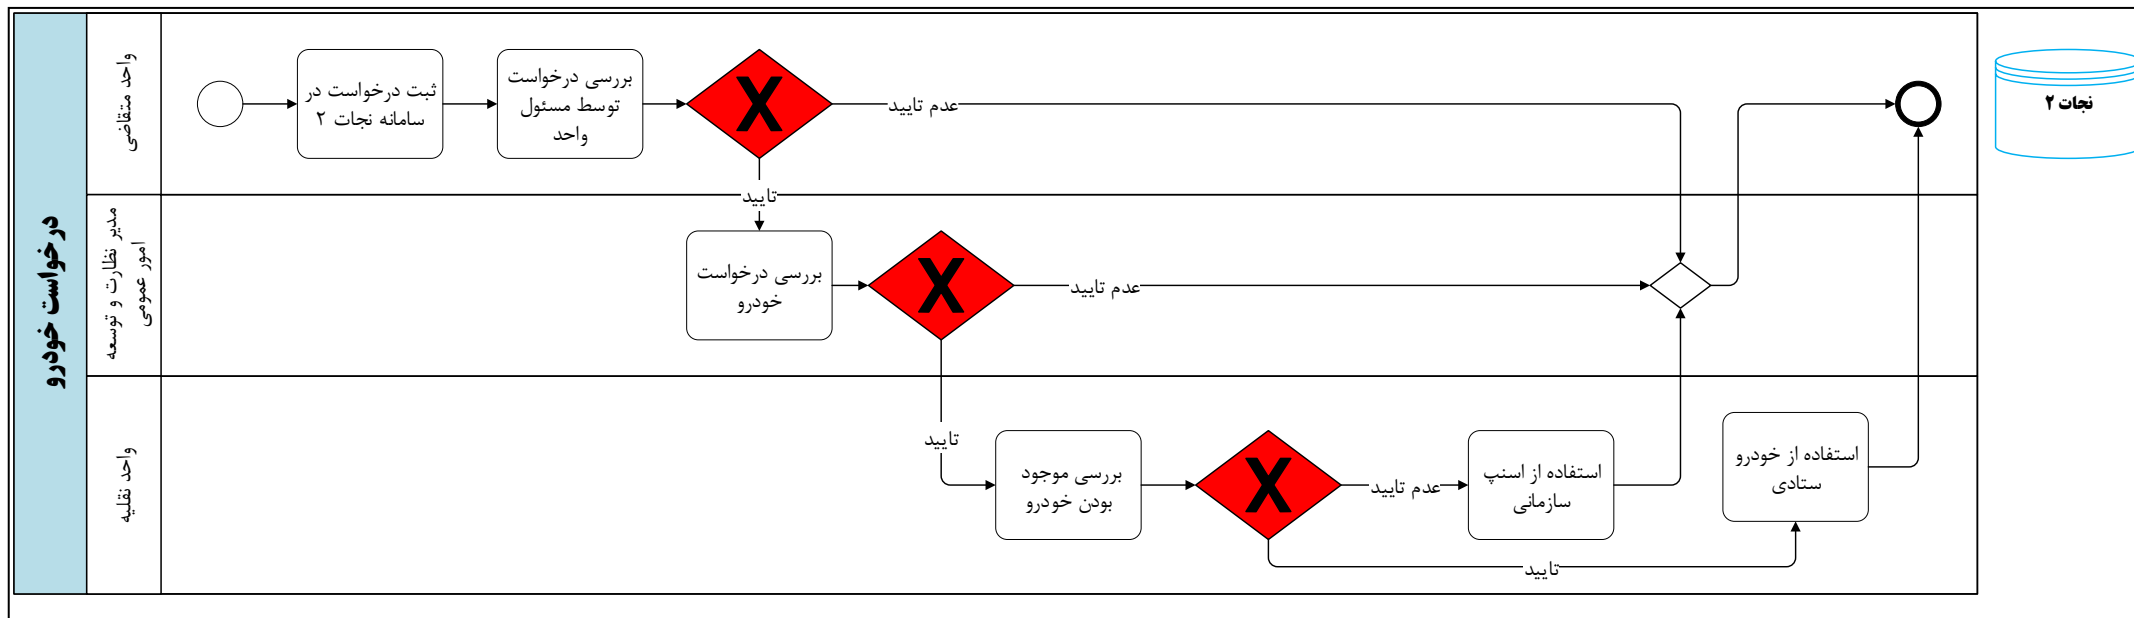 درخواست خودرو
واحد متقاضی
ثبت درخواست در
سامانه نجات ۲
بررسی درخواست
توسط مسئول
واحد
X
عدم تایید
تایید
نجات ۲
مدیر نظارت و توسعه
امور عمومی
بررسی درخواست
خودرو
X
عدم تایید
تایید
واحد نقلیه
بررسی موجود
بودن خودرو
X
عدم تایید
تایید
استفاده از اسنپ
سازمانی
استفاده از خودرو
ستادی